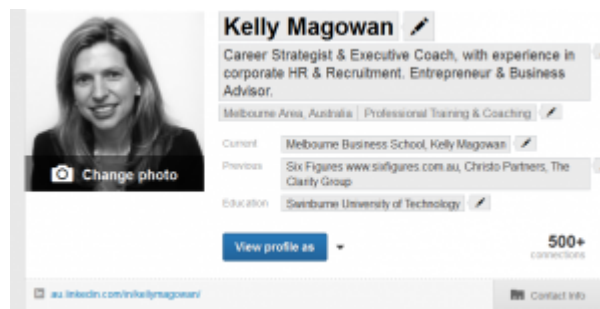 Kelly Magowan
Career Strategist & Executive Coach, with experience in
corporate HR & Recruitment. Entrepreneur & Business
Advisor.
Melbourne Area, Australia | Professional Training & Coaching
Current Melbourne Business School, Kelly Magowan
Previous Six Figures www.sixfigures.com.au, Christo Partners, The
Clarity Group
Education Swinburne University of Technology
Change photo
View profile as
500+
connections
au.linkedin.com/in/kellymagowan/
Contact Info